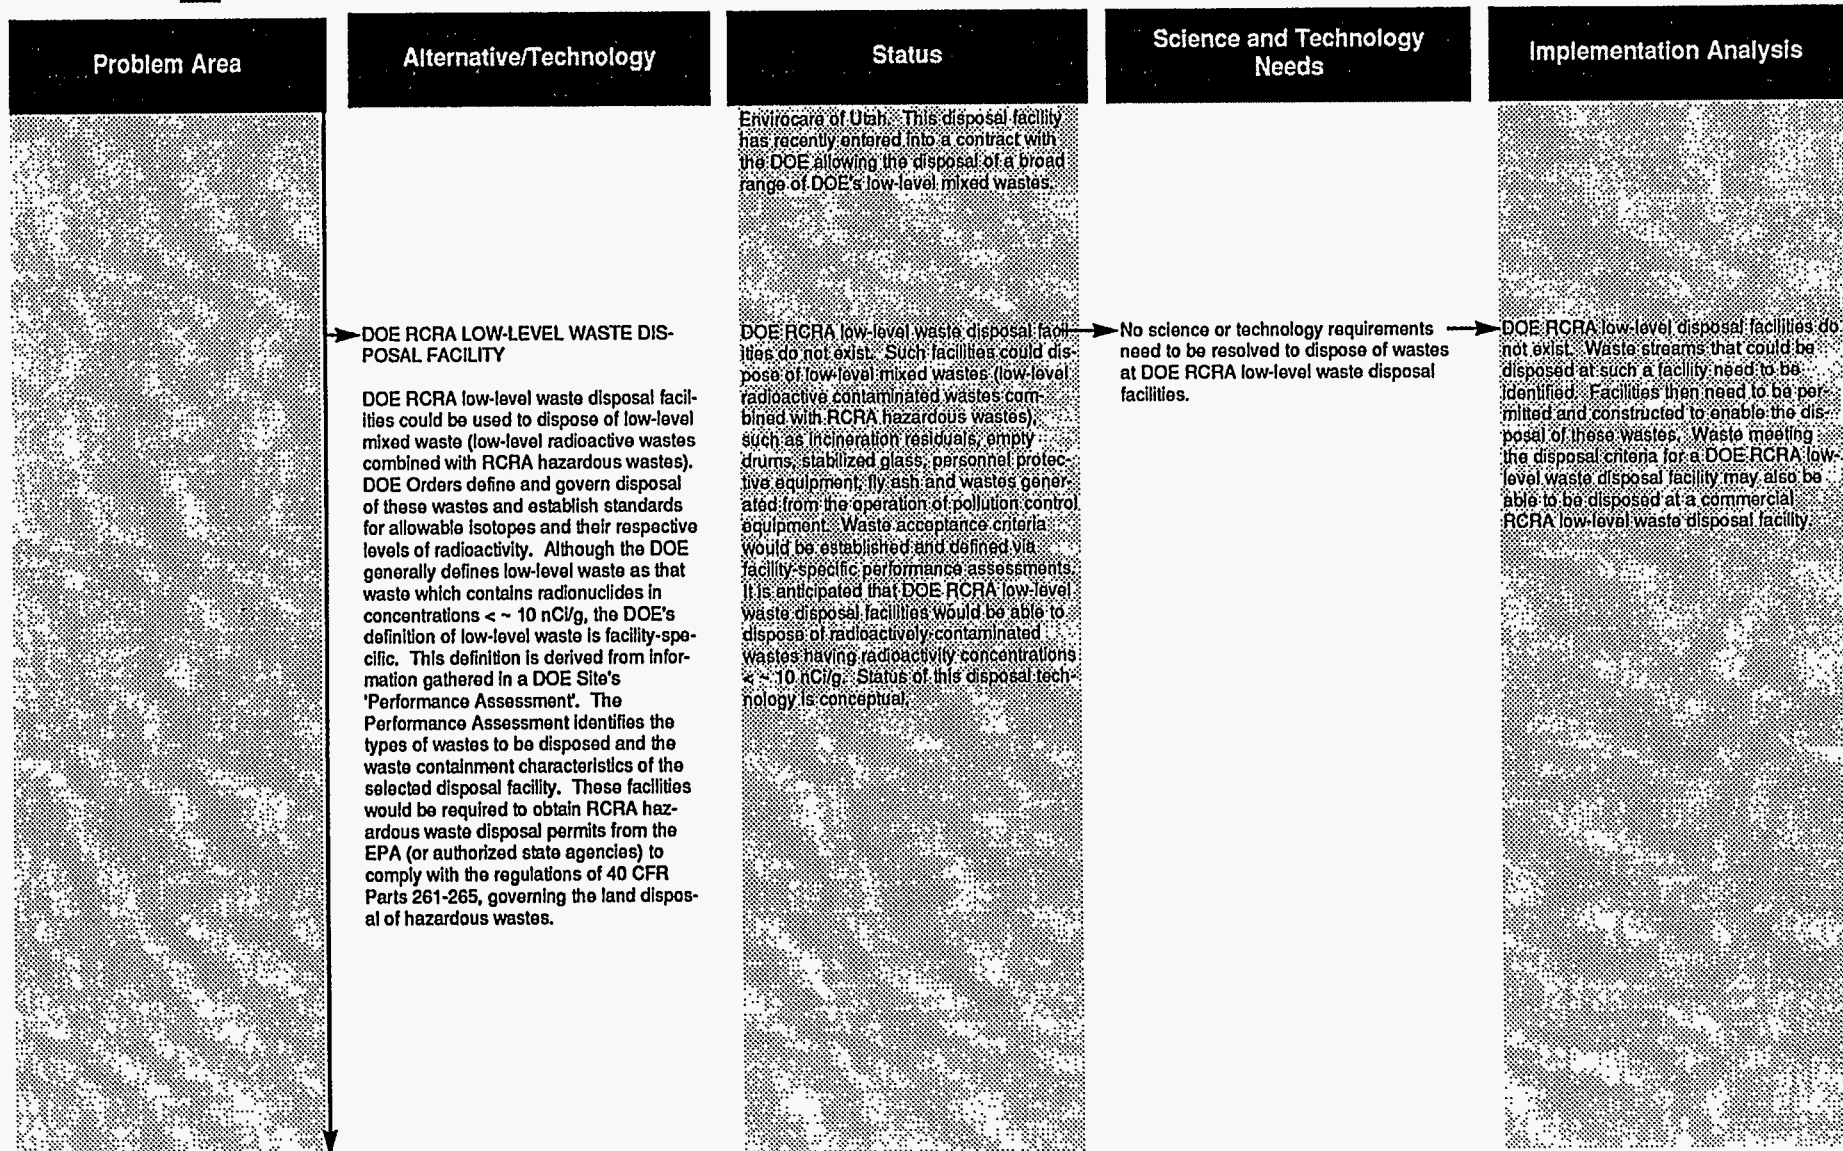 Problem Area
Alternative/Technology
Status
Science and Technology
Needs
Implementation Analysis
Envirocare of Utah. This disposal facility
has recently entered into a contract with
the DOE allowing the disposal of a broad
range of DOE's low-level mixed wastes.
DOE RCRA LOW-LEVEL WASTE DIS-
POSAL FACILITY
DOE RCRA low-level waste disposal facil-
ities could be used to dispose of low-level
mixed waste (low-level radioactive wastes
combined with RCRA hazardous wastes).
DOE Orders define and govern disposal
of these wastes and establish standards
for allowable isotopes and their respective
levels of radioactivity. Although the DOE
generally defines low-level waste as that
waste which contains radionuclides in
concentrations < ~ 10 nCi/g, the DOE's
definition of low-level waste is facility-spe-
cific. This definition is derived from infor-
mation gathered in a DOE Site's
'Performance Assessment'. The
Performance Assessment identifies the
types of wastes to be disposed and the
waste containment characteristics of the
selected disposal facility. These facilities
would be required to obtain RCRA haz-
ardous waste disposal permits from the
EPA (or authorized state agencies) to
comply with the regulations of 40 CFR
Parts 261-265, governing the land dispos-
al of hazardous wastes.
DOE RCRA low-level waste disposal facil-
ities do not exist. Such facilities could dis-
pose of low-level mixed wastes (low-level
radioactive contaminated wastes com-
bined with RCRA hazardous wastes),
such as incineration residuals, empty
drums, stabilized glass, personnel protec-
tive equipment, fly ash and wastes gener-
ated from the operation of pollution control
equipment. Waste acceptance criteria
would be established and defined via
facility-specific performance assessments.
It is anticipated that DOE RCRA low-level
waste disposal facilities would be able to
dispose of radioactively-contaminated
wastes having radioactivity concentrations
< ~ 10 nCi/g. Status of this disposal tech-
nology is conceptual.
No science or technology requirements
need to be resolved to dispose of wastes
at DOE RCRA low-level waste disposal
facilities.
DOE RCRA low-level disposal facilities do
not exist. Waste streams that could be
disposed at such a facility need to be
identified. Facilities then need to be per-
mitted and constructed to enable the dis-
posal of these wastes. Waste meeting
the disposal criteria for a DOE RCRA low-
level waste disposal facility may also be
able to be disposed at a commercial
RCRA low-level waste disposal facility.